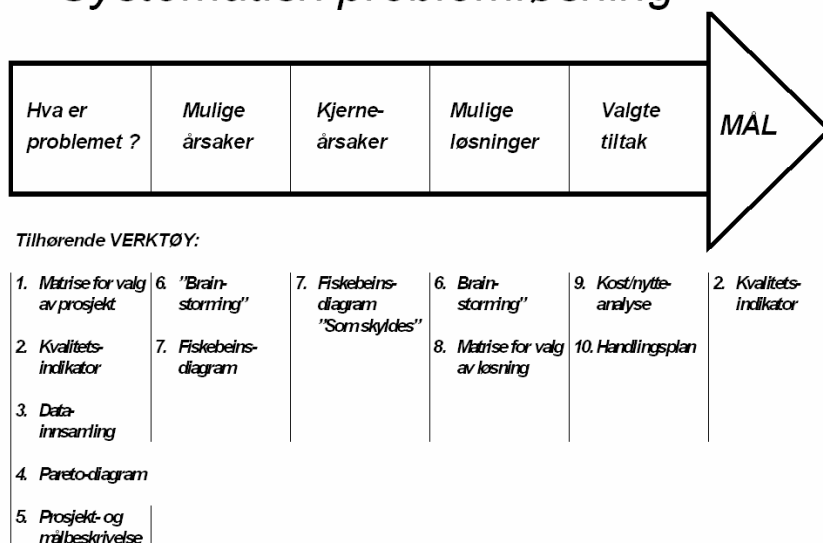 Systematisk problemløsning
Hva er
problemet ?
Mulige
årsaker
Kjerne-
årsaker
Mulige
løsninger
Valgte
tiltak
MÅL
Tilhørende VERKTØY:
1. Matrise for valg
av prosjekt
2. Kvalitets-
indikator
3. Data-
innsamling
4. Pareto-diagram
5. Prosjekt- og
målbeskrivelse
6. "Brain-
storming"
7. Fiskebeins-
diagram
7. Fiskebeins-
diagram
"Som skyldes"
6. Brain-
storming"
8. Matrise for valg
av løsning
9. Kost/nytte-
analyse
10. Handlingsplan
2. Kvalitets-
indikator